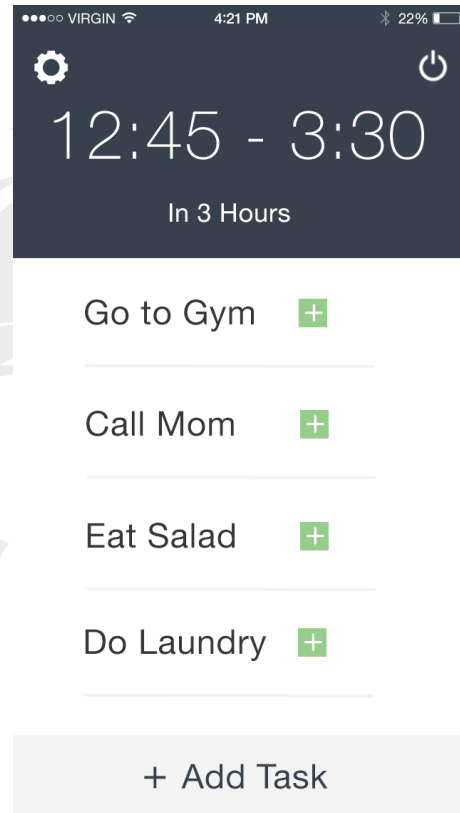 VIRGIN 4:21 PM 22%
12:45 - 3:30
In 3 Hours
Go to Gym +
Call Mom +
Eat Salad +
Do Laundry +
+ Add Task